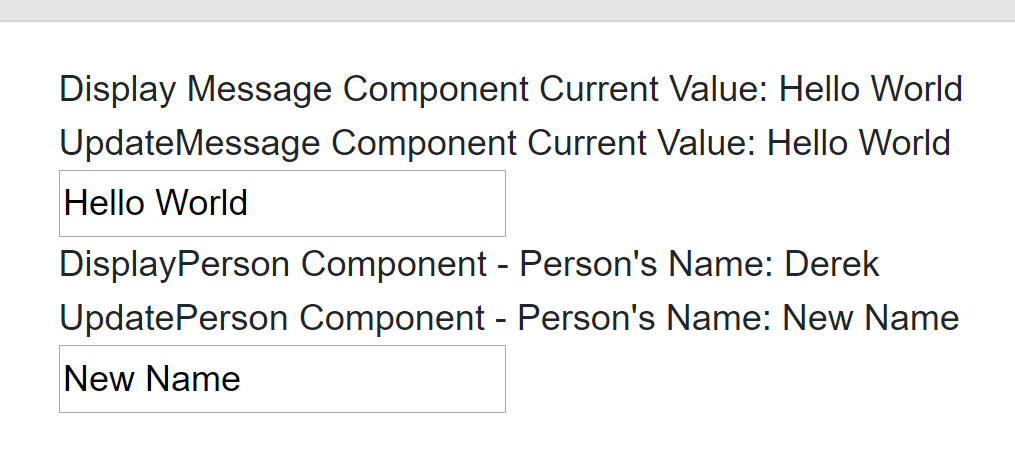 Display Message Component Current Value: Hello World
UpdateMessage Component Current Value: Hello World
Hello World
DisplayPerson Component - Person's Name: Derek
UpdatePerson Component - Person's Name: New Name
New Name